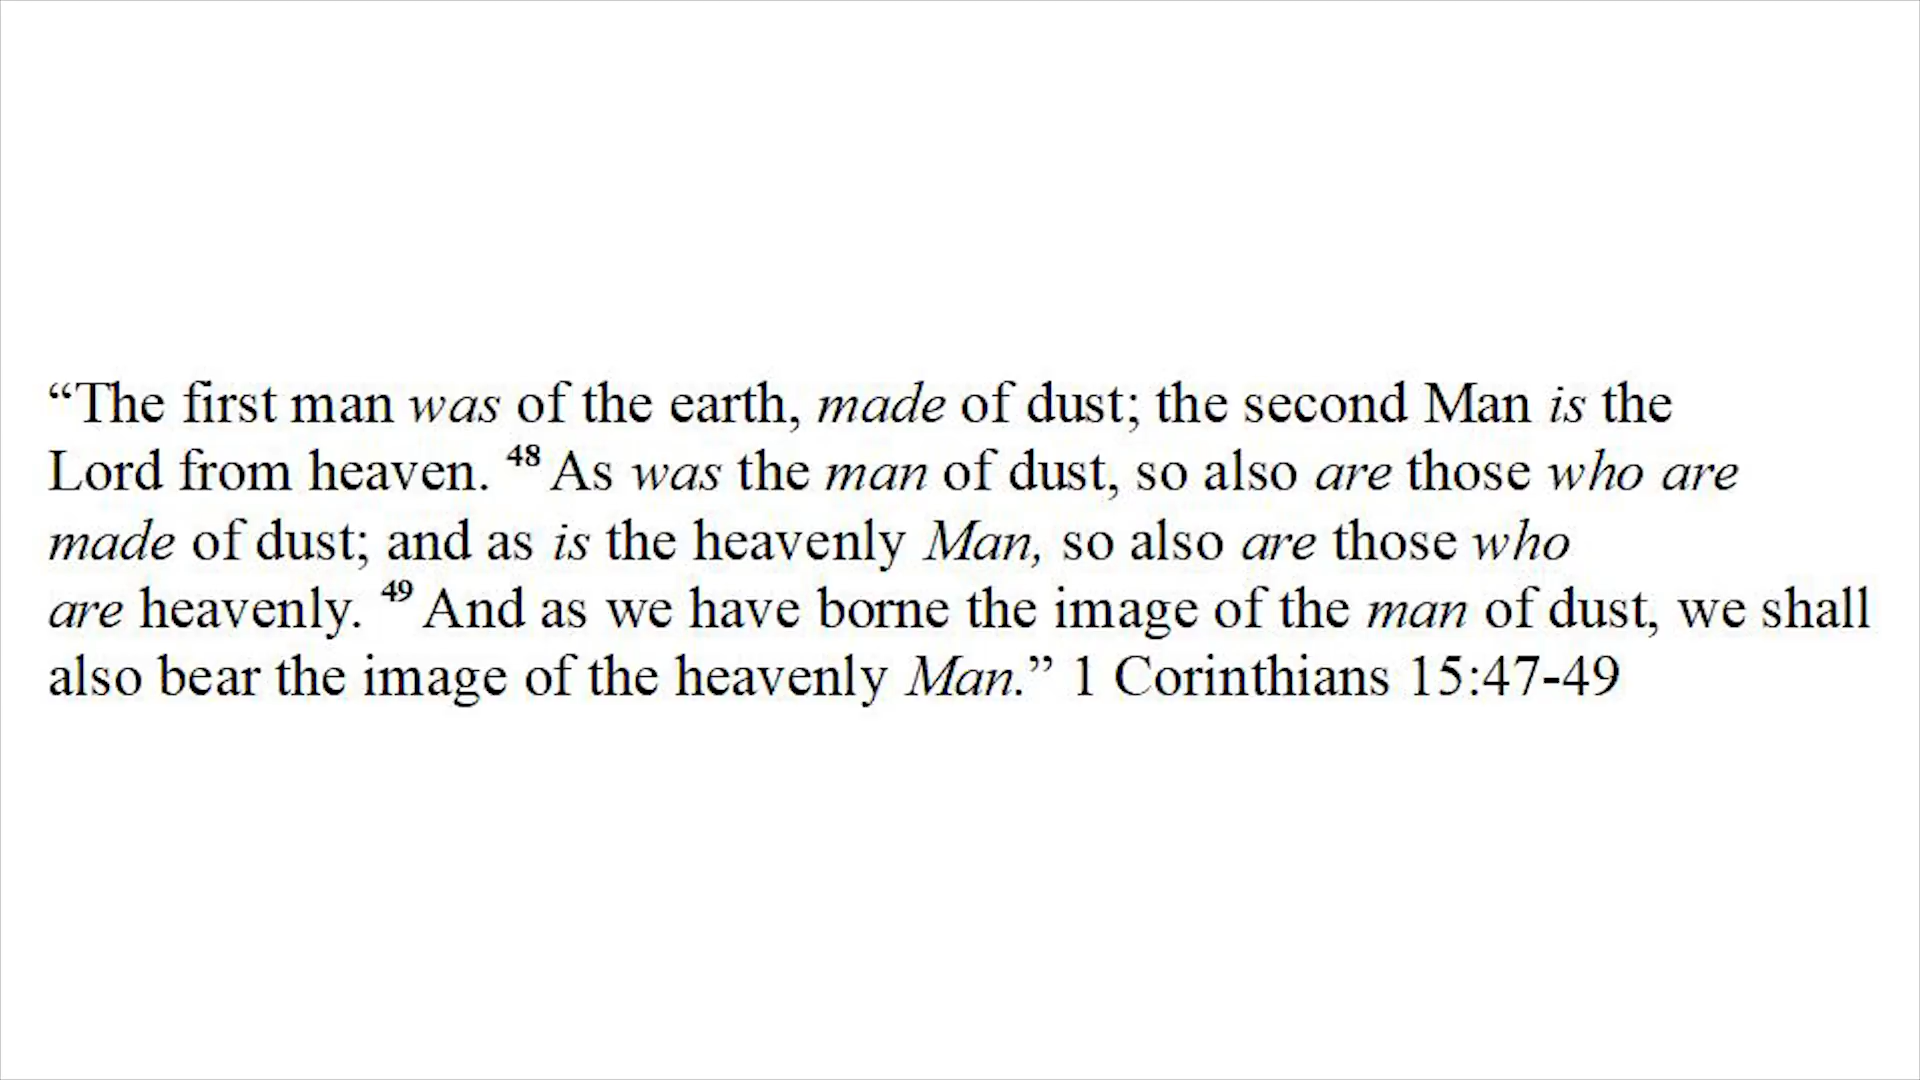 “The first man was of the earth, made of dust; the second Man is the
Lord from heaven. 48 As was the man of dust, so also are those who are
made of dust; and as is the heavenly Man, so also are those who
are heavenly. 49 And as we have borne the image of the man of dust, we shall
also bear the image of the heavenly Man.” 1 Corinthians 15:47-49